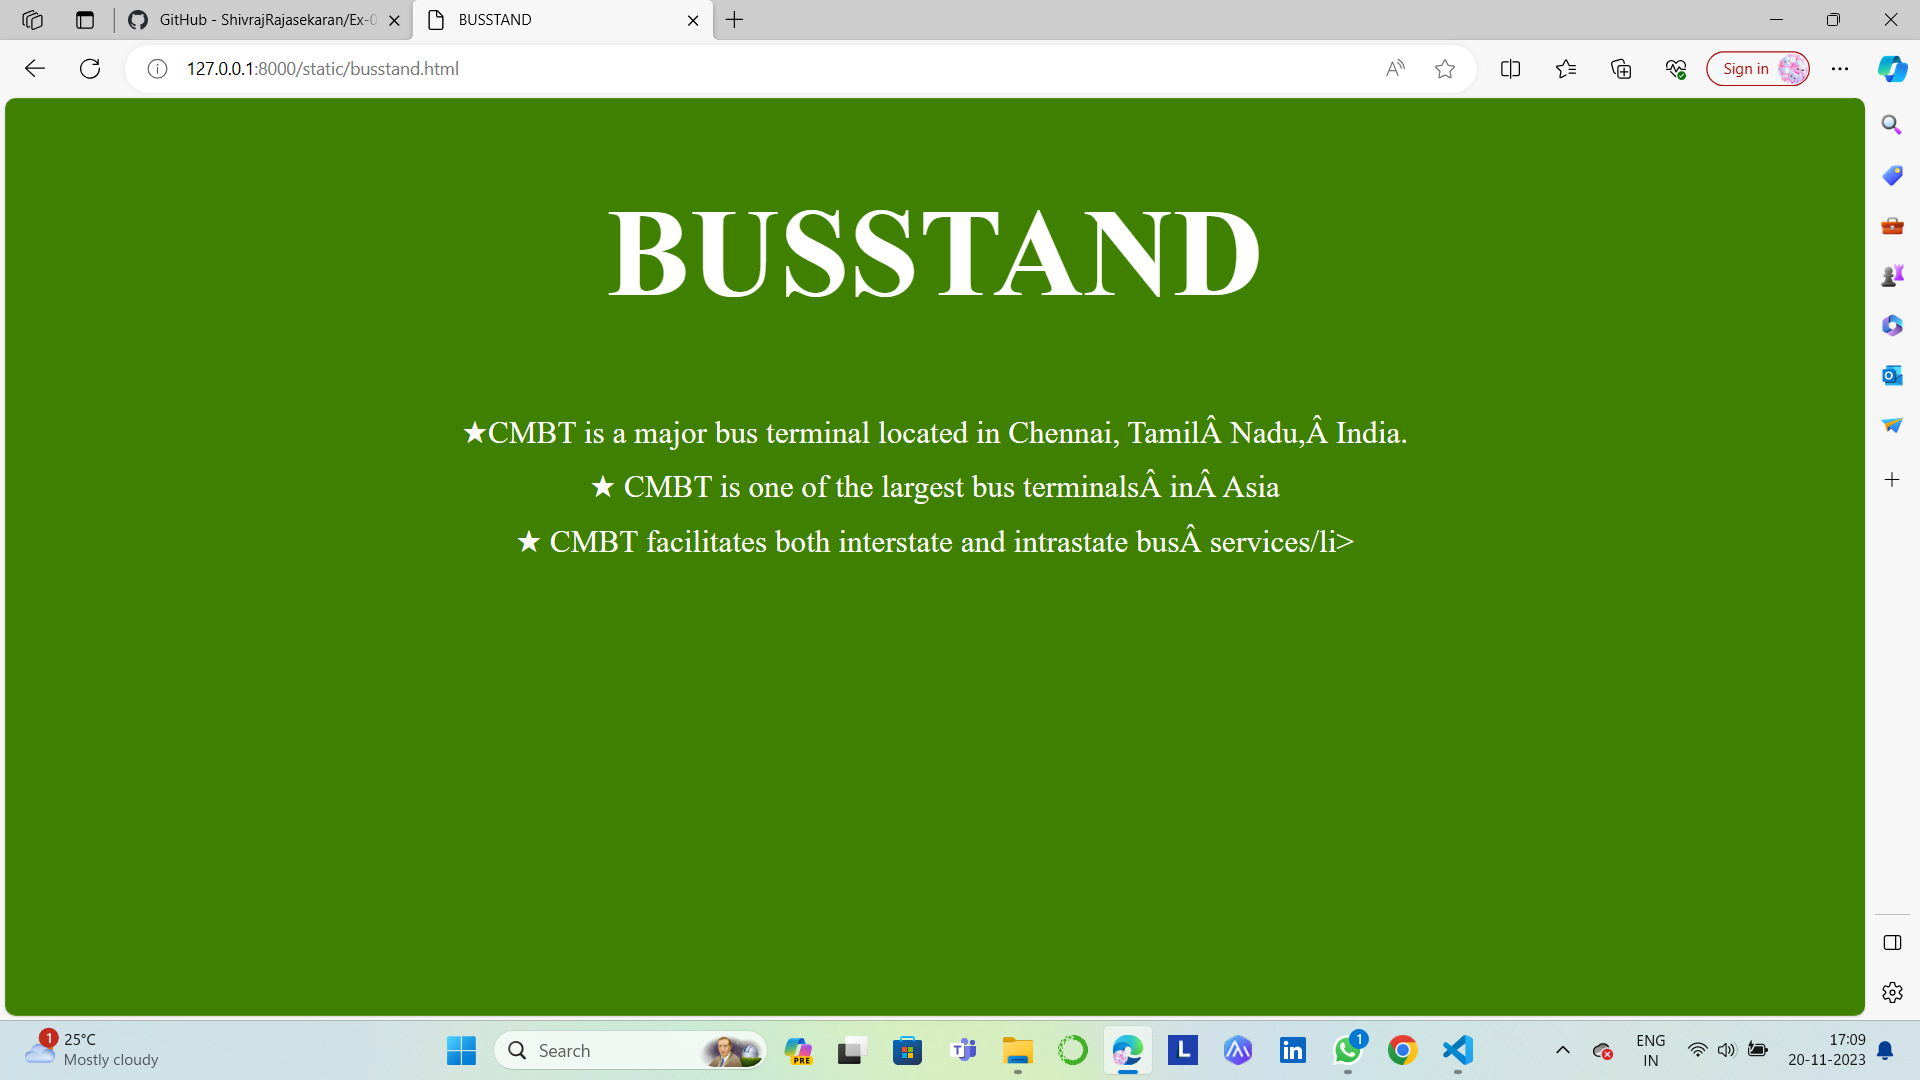 GitHub - ShivrajRajasekaran/Ex-0
BUSSTAND
127.0.0.1:8000/static/busstand.html
Sign in
BUSSTAND
★CMBT is a major bus terminal located in Chennai, TamilÂ Nadu,Â India.
★ CMBT is one of the largest bus terminalsÂ inÂ Asia
★ CMBT facilitates both interstate and intrastate busÂ services/li>
1
25°C
Mostly cloudy
Search
PRE
L
in
1
ENG
IN
17:09
20-11-2023